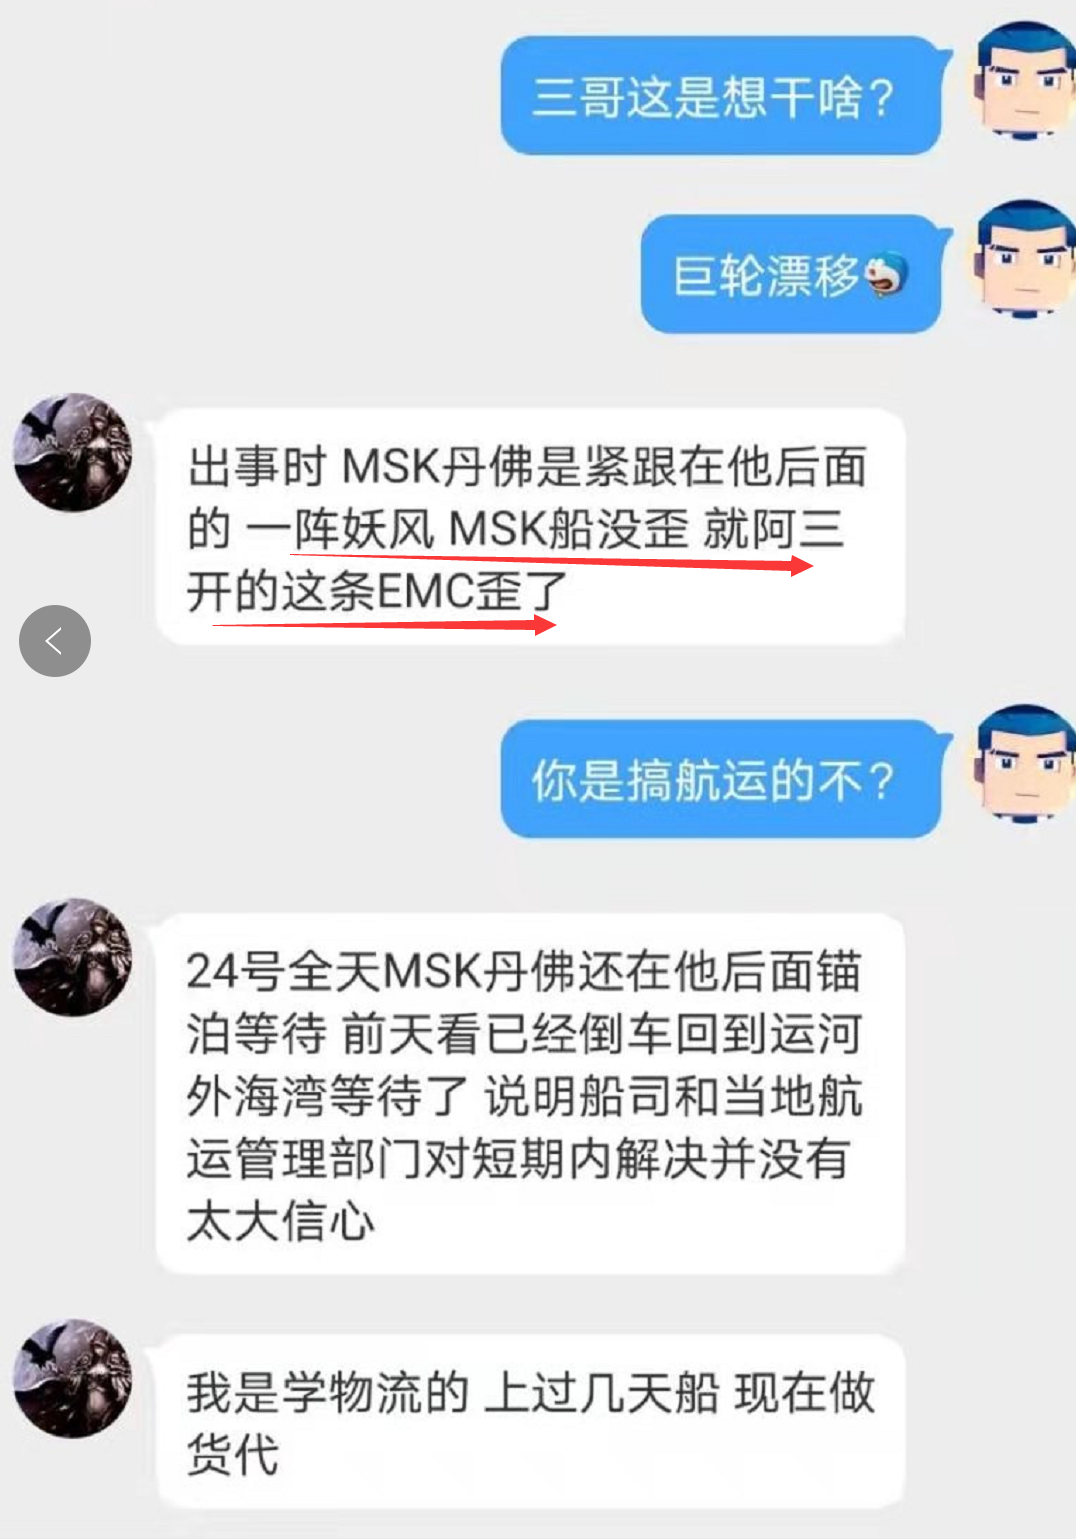 三哥这是想干啥？
巨轮漂移
出事时 MSK丹佛是紧跟在他后面
的 一阵妖风 MSK船没歪 就阿三
开的这条EMC歪了
你是搞航运的不？
24号全天MSK丹佛还在他后面锚
泊等待 前天看已经倒车回到运河
外海湾等待了 说明船司和当地航
运管理部门对短期内解决并没有
太大信心
我是学物流的 上过几天船 现在做
货代